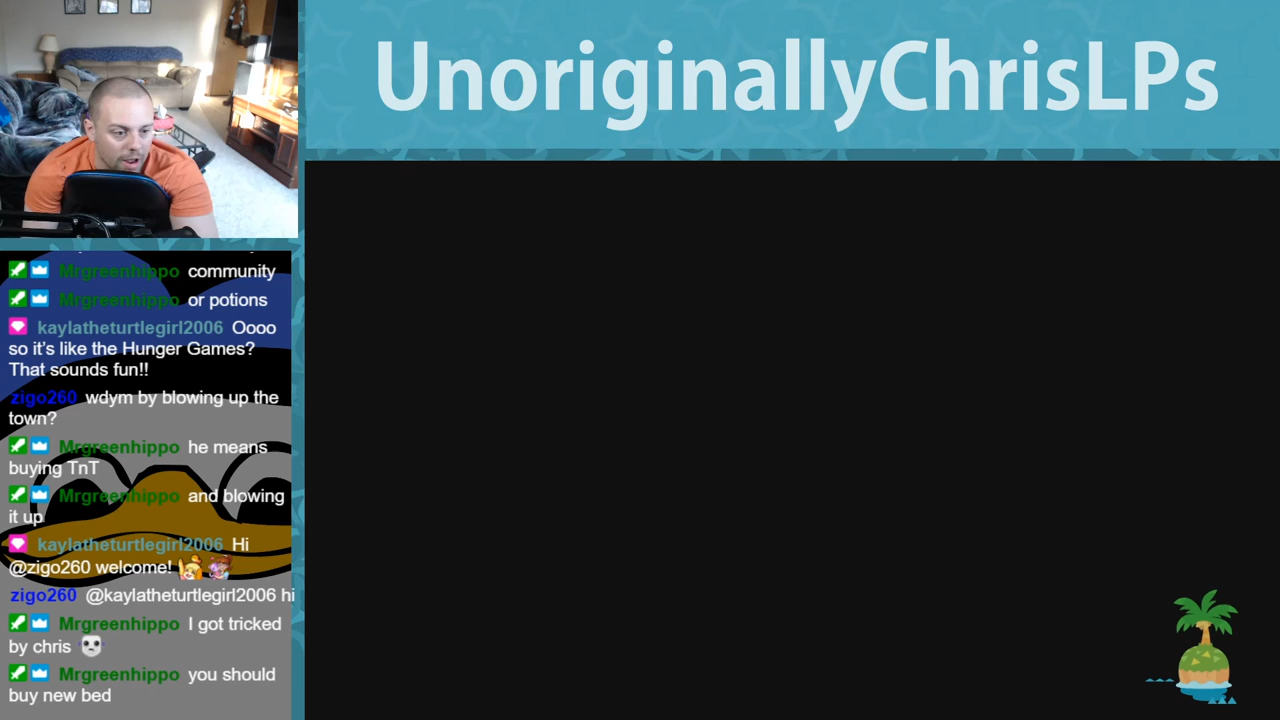 UnoriginallyChrisLPs
Mrgreenhippo community
Mrgreenhippo or potions
kaylatheturtlegirl2006 Oooo
so it’s like the Hunger Games?
That sounds fun!!
zigo260 wdym by blowing up the
town?
Mrgreenhippo he means
buying TnT
Mrgreenhippo and blowing
it up
kaylatheturtlegirl2006 Hi
@zigo260 welcome!
zigo260 @kaylatheturtlegirl2006 hi
Mrgreenhippo I got tricked
by chris
Mrgreenhippo you should
buy new bed